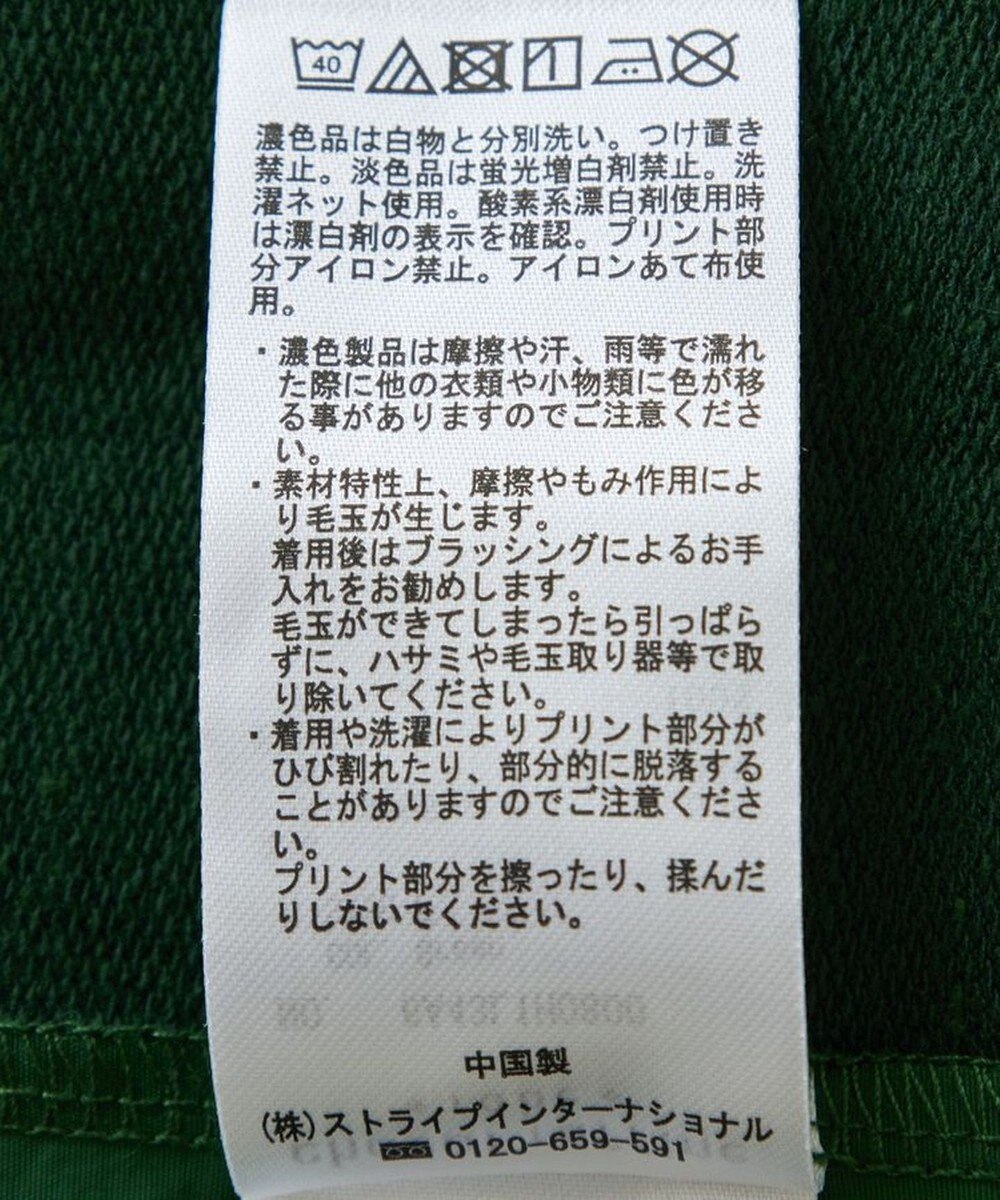 40
濃色品は白物と分別洗い。つけ置き
禁止。淡色品は蛍光増白剤禁止。洗
濯ネット使用。酸素系漂白剤使用時
は漂白剤の表示を確認。プリント部
分アイロン禁止。アイロンあて布使
用。
・濃色製品は摩擦や汗、雨等で濡れ
た際に他の衣類や小物類に色が移
る事がありますのでご注意くださ
い。
・素材特性上、摩擦やもみ作用によ
り毛玉が生じます。
着用後はブラッシングによるお手
入れをお勧めします。
毛玉ができてしまったら引っぱら
ずに、ハサミや毛玉取り器等で取
り除いてください。
・着用や洗濯によりプリント部分が
ひび割れたり、部分的に脱落する
ことがありますのでご注意くださ
い。
プリント部分を擦ったり、揉んだ
りしないでください。
中国製
(株)ストライプインターナショナル
0120-659-591